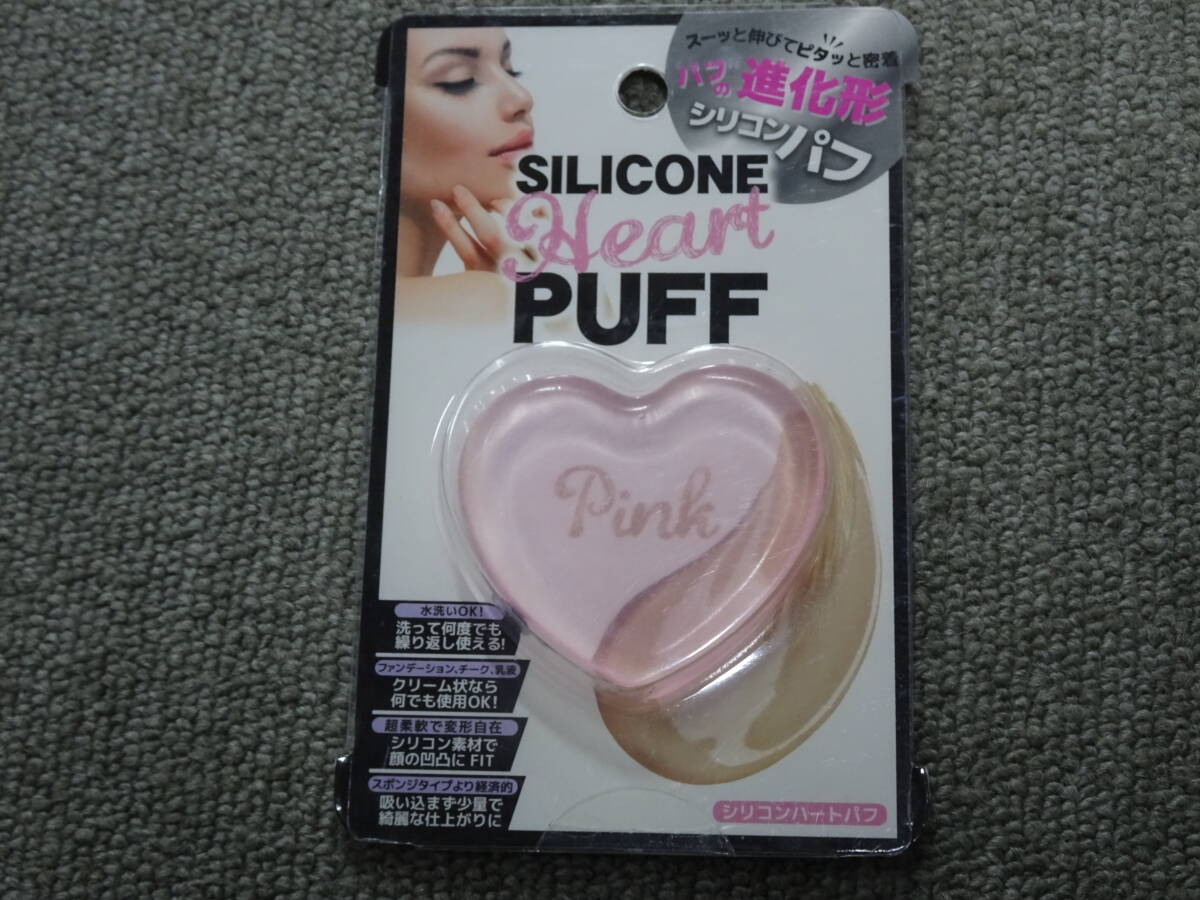 スーッと伸びてピタッと密着
パフの進化形
シリコンパフ
SILICONE
Heart
PUFF
Pink
水洗いOK!
洗って何度でも
繰り返し使える!
ファンデーション、チーク、乳液
クリーム状なら
何でも使用OK!
超柔軟で変形自在
シリコン素材で
顔の凹凸にFIT
スポンジタイプより経済的
吸い込まず少量で
綺麗な仕上がりに
シリコンハートパフ